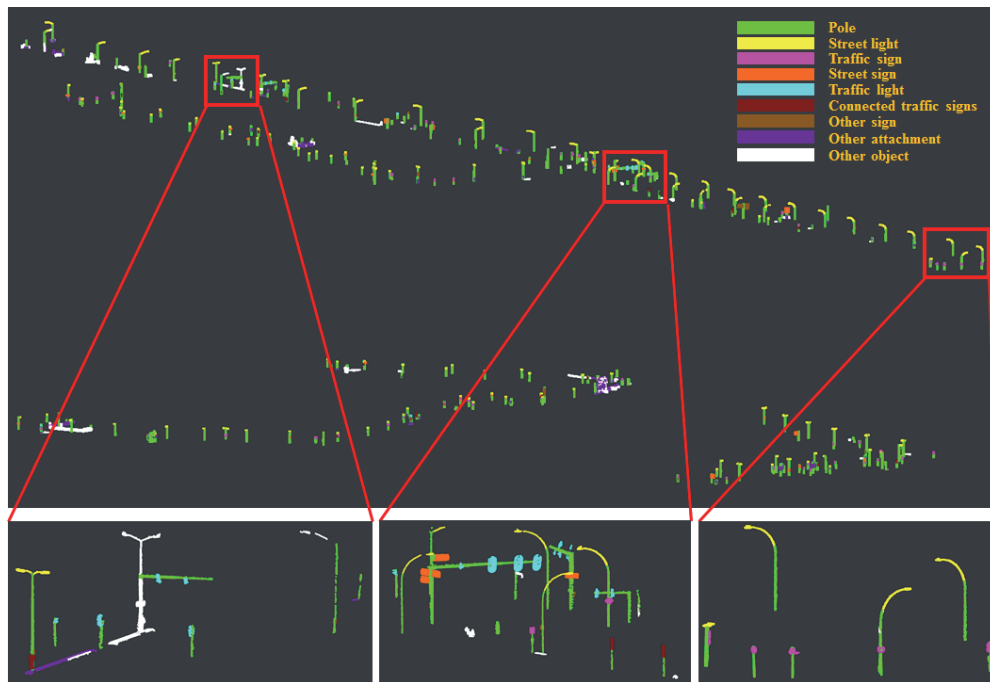 Pole
Street light
Traffic sign
Street sign
Traffic light
Connected traffic signs
Other sign
Other attachment
Other object